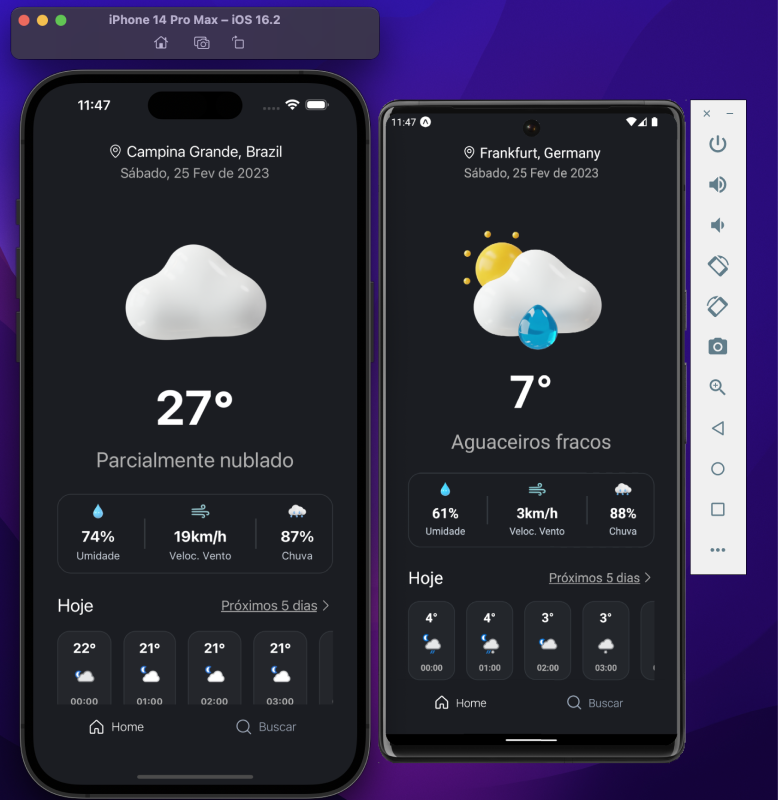 iPhone 14 Pro Max – iOS 16.2
11:47
Campina Grande, Brazil
Sábado, 25 Fev de 2023
27°
Parcialmente nublado
74%
19km/h
87%
Umidade
Veloc. Vento
Chuva
Hoje
Próximos 5 dias
22°
21°
21°
21°
00:00
01:00
02:00
03:00
Home
Buscar
11:47
Frankfurt, Germany
Sábado, 25 Fev de 2023
7°
Aguaceiros fracos
61%
3km/h
88%
Umidade
Veloc. Vento
Chuva
Hoje
Próximos 5 dias
4°
4°
3°
3°
00:00
01:00
02:00
03:00
Home
Buscar